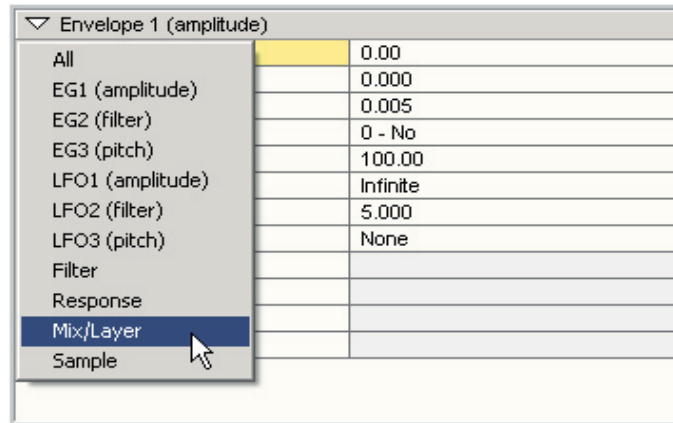 Envelope 1 (amplitude)
All
EG1 (amplitude)
EG2 (filter)
EG3 (pitch)
LFO1 (amplitude)
LFO2 (filter)
LFO3 (pitch)
Filter
Response
Mix/Layer
Sample
0.00
0.000
0.005
0 - No
100.00
Infinite
5.000
None